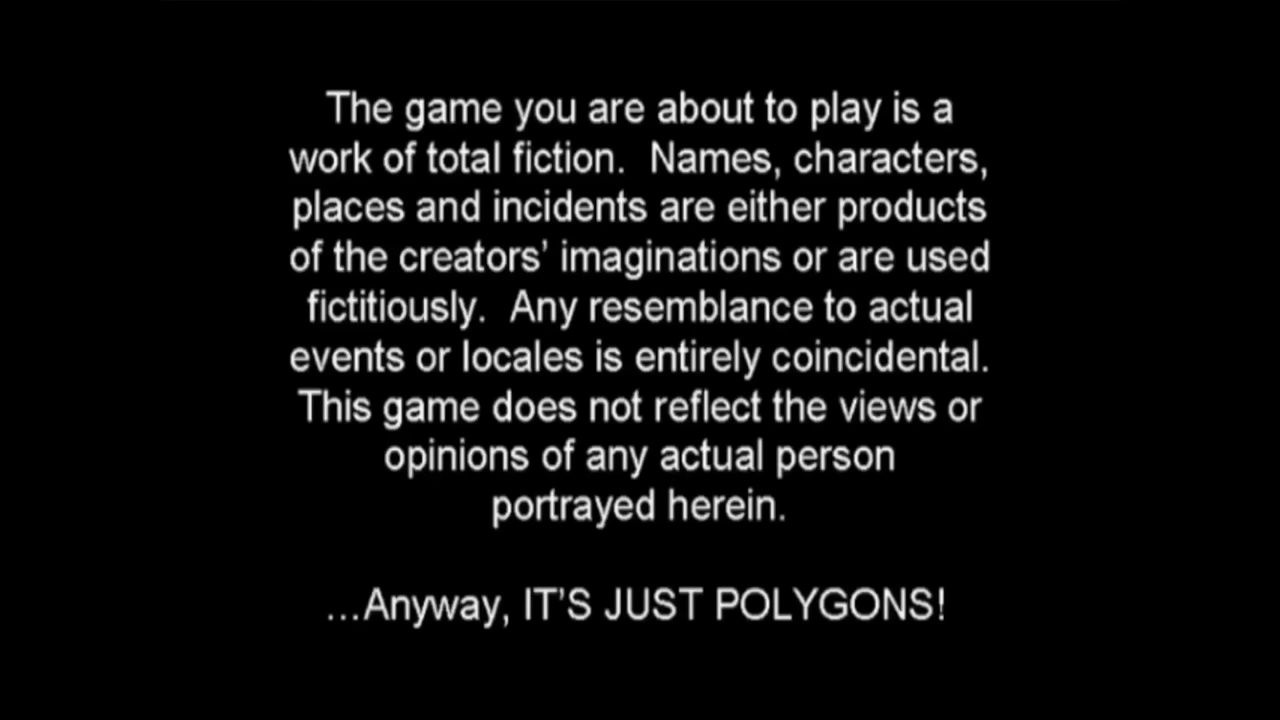 The game you are about to play is a
work of total fiction.  Names, characters,
places and incidents are either products
of the creators’ imaginations or are used
fictitiously.  Any resemblance to actual
events or locales is entirely coincidental.
This game does not reflect the views or
opinions of any actual person
portrayed herein.
...Anyway, IT’S JUST POLYGONS!